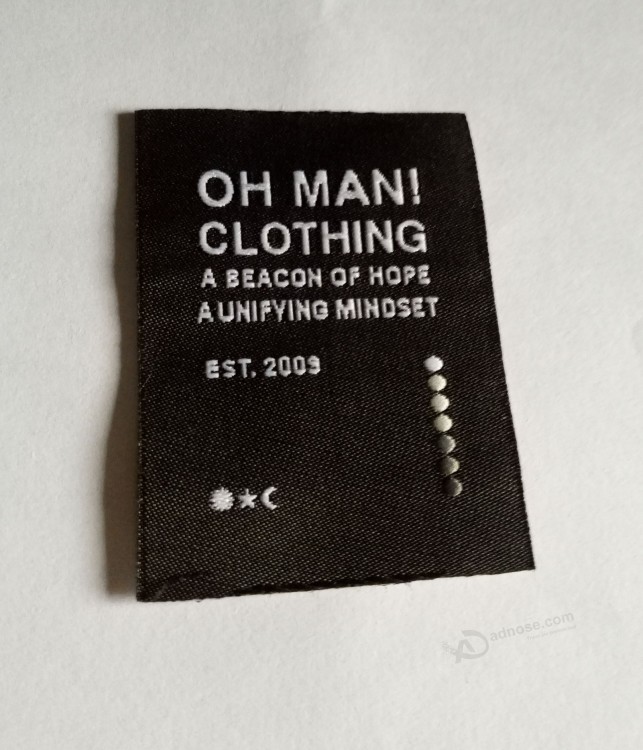 OH MAN!
CLOTHING
A BEACON OF HOPE
A UNIFYING MINDSET
EST. 2009
adnose.com